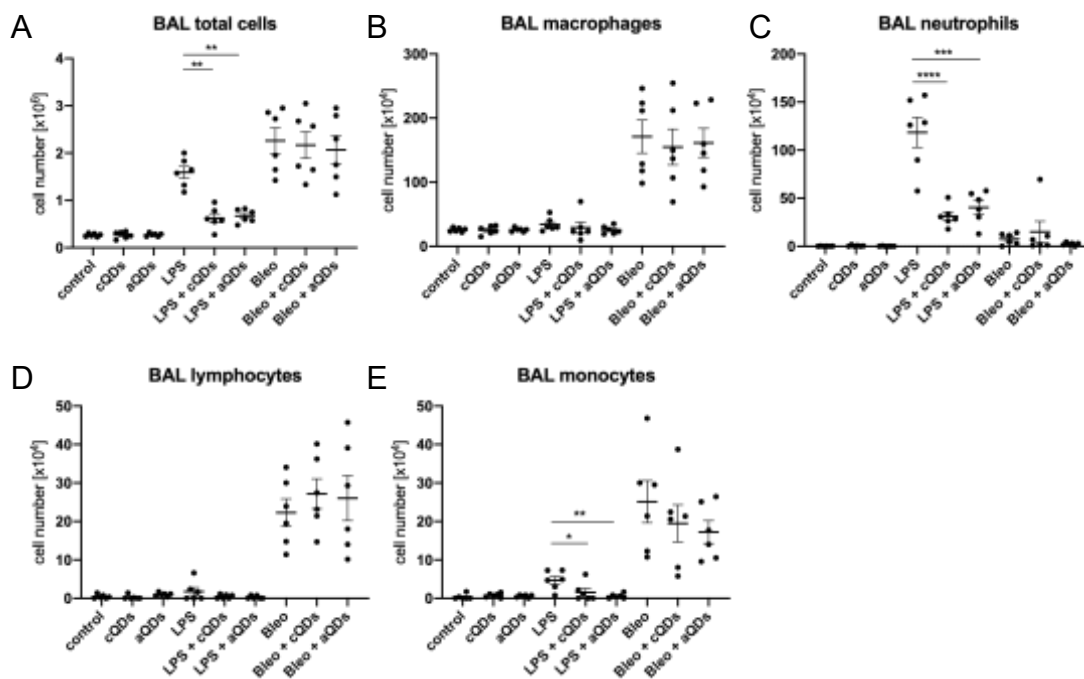 A
BAL total cells
cell number [x10⁶]
4
3
2
1
0
**
**
control
cQDs
aQDs
LPS
LPS + cQDs
LPS + aQDs
Bleo
Bleo + cQDs
Bleo + aQDs
B
BAL macrophages
cell number [x10⁴]
300
200
100
0
control
cQDs
aQDs
LPS
LPS + cQDs
LPS + aQDs
Bleo
Bleo + cQDs
Bleo + aQDs
C
BAL neutrophils
cell number [x10⁴]
200
150
100
50
0
***
****
control
cQDs
aQDs
LPS
LPS + cQDs
LPS + aQDs
Bleo
Bleo + cQDs
Bleo + aQDs
D
BAL lymphocytes
cell number [x10⁴]
50
40
30
20
10
0
control
cQDs
aQDs
LPS
LPS + cQDs
LPS + aQDs
Bleo
Bleo + cQDs
Bleo + aQDs
E
BAL monocytes
cell number [x10⁴]
50
40
30
20
10
0
**
*
control
cQDs
aQDs
LPS
LPS + cQDs
LPS + aQDs
Bleo
Bleo + cQDs
Bleo + aQDs